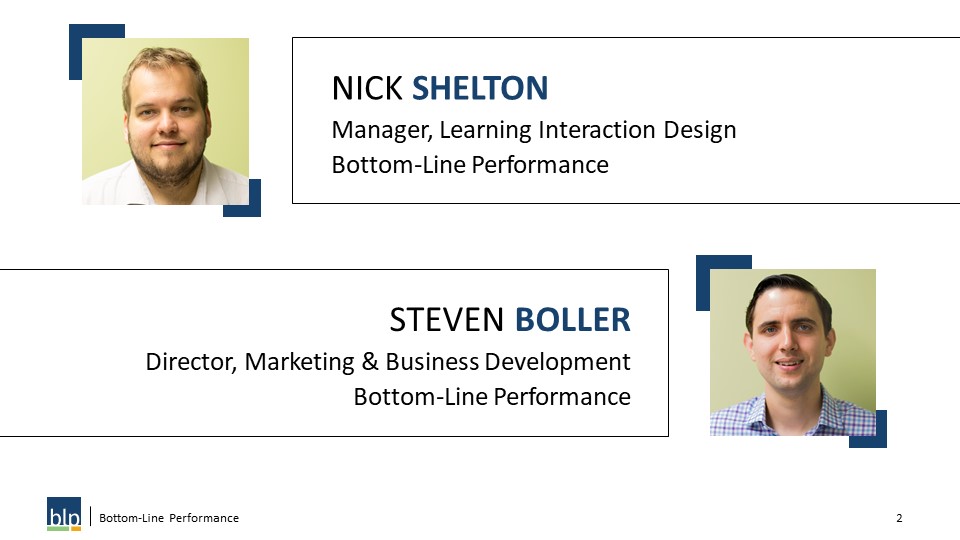 NICK SHELTON
Manager, Learning Interaction Design
Bottom-Line Performance
STEVEN BOLLER
Director, Marketing & Business Development
Bottom-Line Performance
blp
Bottom-Line Performance
2